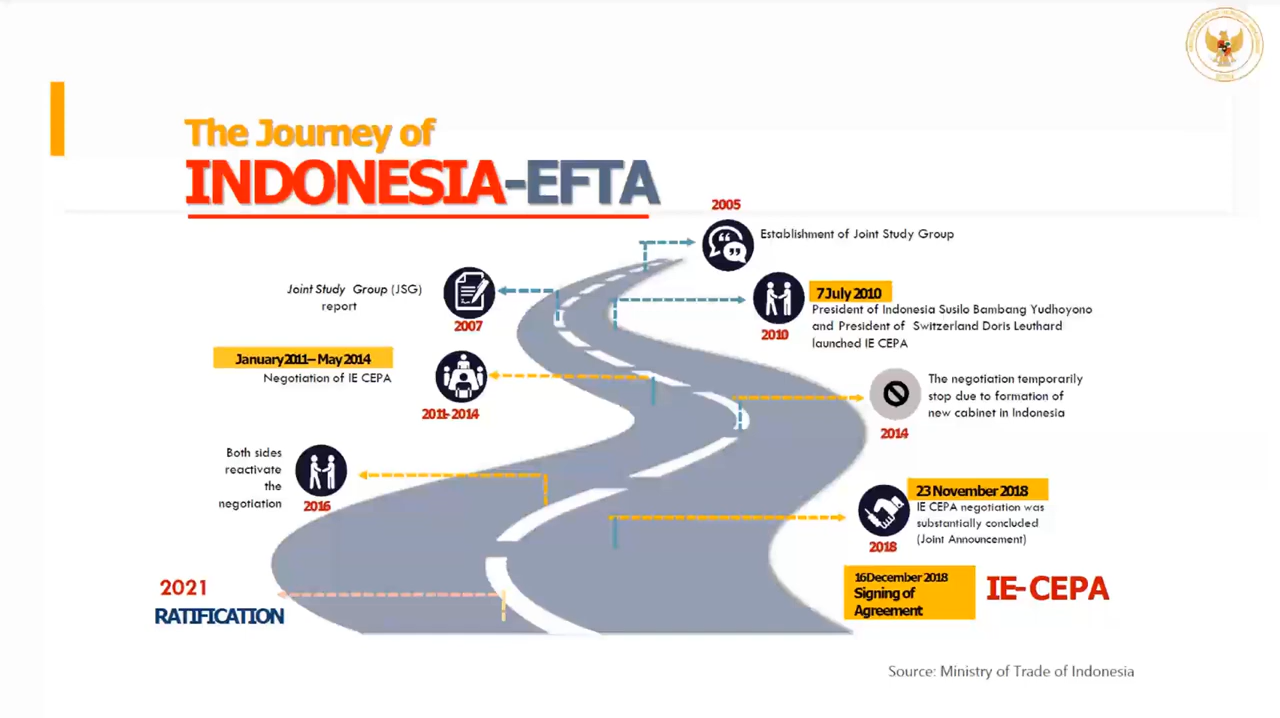 The Journey of
INDONESIA-EFTA
2005
Establishment of Joint Study Group
Joint Study Group (JSG)
report
2007
7 July 2010
President of Indonesia Susilo Bambang Yudhoyono
and President of Switzerland Doris Leuthard
launched IE CEPA
2010
January 2011– May 2014
Negotiation of IE CEPA
2011-2014
The negotiation temporarily
stop due to formation of
new cabinet in Indonesia
2014
Both sides
reactivate
the
negotiation
2016
23 November 2018
IE CEPA negotiation was
substantially concluded
(Joint Announcement)
2018
16 December 2018
Signing of
Agreement
IE-CEPA
2021
RATIFICATION
Source: Ministry of Trade of Indonesia